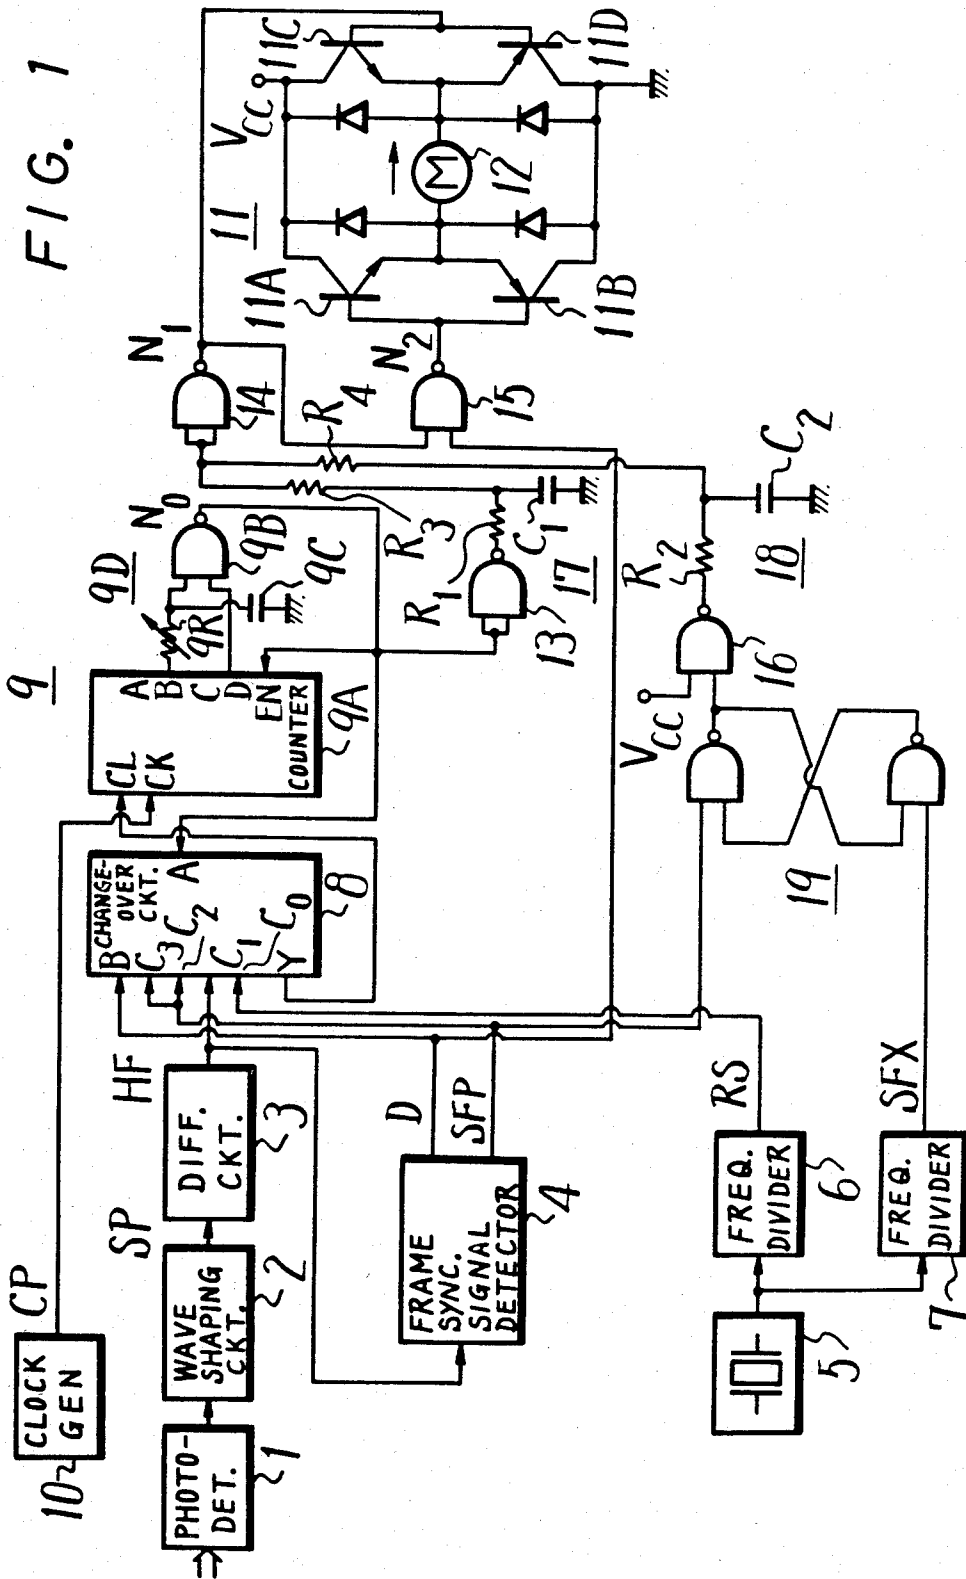 FIG. 1
10
CLOCK
GEN
CP
PHOTO-
DET.
1
WAVE
SHAPING
CKT.
2
SP
DIFF.
CKT.
3
HF
FRAME
SYNC.
SIGNAL
DETECTOR
4
D
SFP
5
FREQ.
DIVIDER
6
RS
FREQ.
DIVIDER
7
SFX
B
CHANGE-
OVER
CKT.
C3
C2
A
C1
C0
Y
8
9
CL
CK
A
B
C
D
EN
COUNTER
9A
9D
9R
9B
9C
N0
13
R1
R3
C1
17
14
N1
R4
15
N2
19
VCC
16
R2
18
C2
11
VCC
11A
11B
11C
11D
M
12